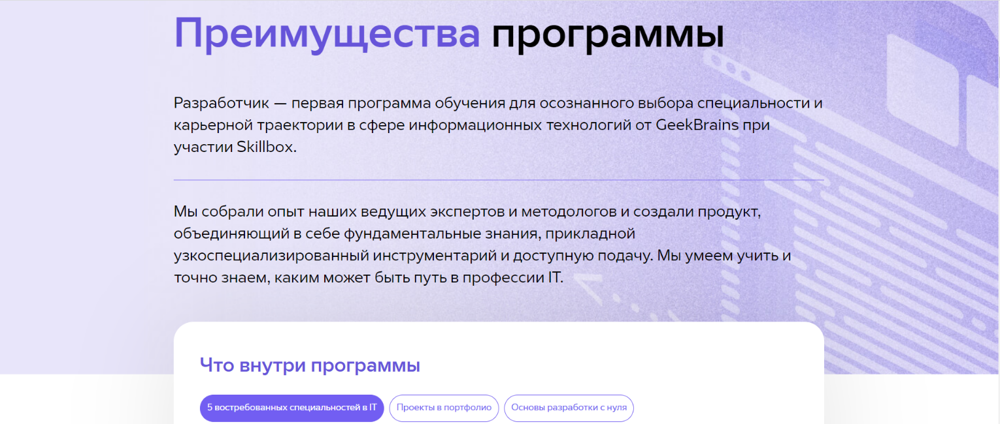 Преимущества программы
Разработчик — первая программа обучения для осознанного выбора специальности и
карьерной траектории в сфере информационных технологий от GeekBrains при
участии Skillbox.
Мы собрали опыт наших ведущих экспертов и методологов и создали продукт,
объединяющий в себе фундаментальные знания, прикладной
узкоспециализированный инструментарий и доступную подачу. Мы умеем учить и
точно знаем, каким может быть путь в профессии IT.
Что внутри программы
5 востребованных специальностей в IT
Проекты в портфолио
Основы разработки с нуля